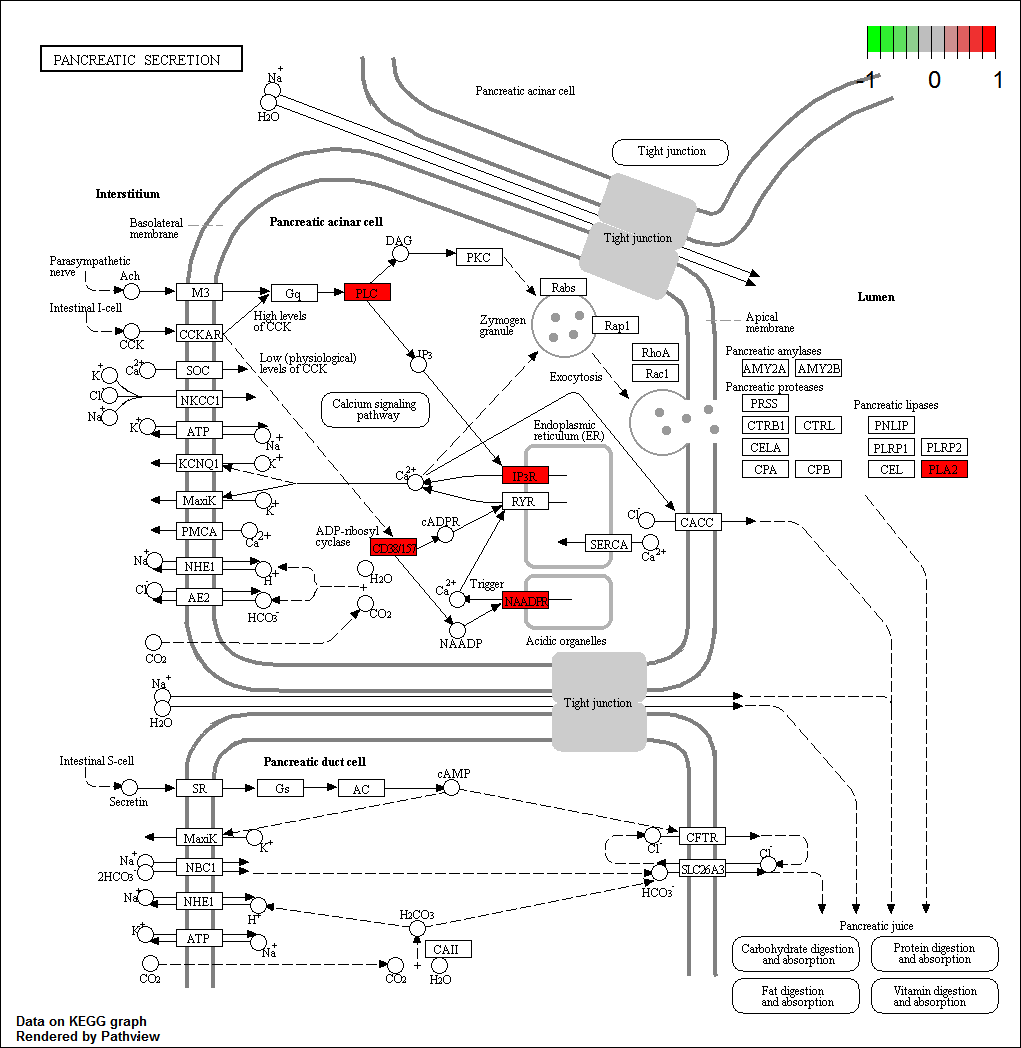 PANCREATIC SECRETION
-1 0 1
Na+
H2O
Pancreatic acinar cell
Tight junction
Tight junction
Interstitium
Basolateral
membrane
Pancreatic acinar cell
DAG
PKC
Parasympathetic
nerve
Ach
M3
Gq
PLC
Rabs
Lumen
Intestinal I-cell
CCK
CCKAR
High levels
of CCK
Zymogen
granule
Rap1
Apical
membrane
RhoA
Rac1
Exocytosis
IP3
Low (physiological)
levels of CCK
Ca2+
SOC
K+
Cl-
Na+
NKCC1
Calcium signaling
pathway
Pancreatic amylases
AMY2A AMY2B
Pancreatic proteases
PRSS
CTRB1 CTRL
CELA
CPA CPB
Pancreatic lipases
PNLIP
PLRP1 PLRP2
CEL PLA2
K+
ATP
Na+
Endoplasmic
reticulum (ER)
KCNQ1
K+
Ca2+
IP3R
RYR
MaxiK
K+
PMCA
Ca2+
ADP-ribosyl
cyclase
cADPR
CD38/157
Cl-
CACC
SERCA
Ca2+
Na+
NHE1
H+
H2O
+
CO2
Cl-
AE2
HCO3-
Ca2+
Trigger
NAADPR
NAADP
Acidic organelles
CO2
Na+
H2O
Tight junction
Intestinal S-cell
Secretin
Pancreatic duct cell
SR
Gs
AC
cAMP
MaxiK
K+
Na+
2HCO3-
NBC1
Cl-
CFTR
Cl-
SLC26A3
HCO3-
Na+
NHE1
H+
H2CO3
K+
ATP
Na+
CAII
+
CO2
CO2
H2O
Pancreatic juice
Carbohydrate digestion
and absorption
Protein digestion
and absorption
Fat digestion
and absorption
Vitamin digestion
and absorption
Data on KEGG graph
Rendered by Pathview